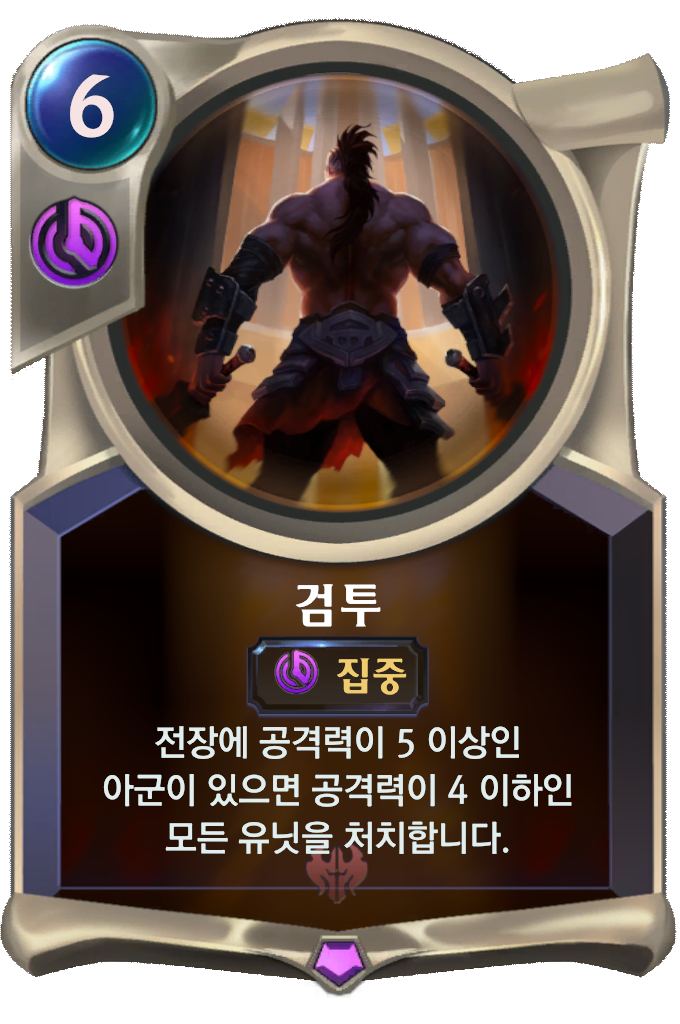 6
검투
집중
전장에 공격력이 5 이상인
아군이 있으면 공격력이 4 이하인
모든 유닛을 처치합니다.